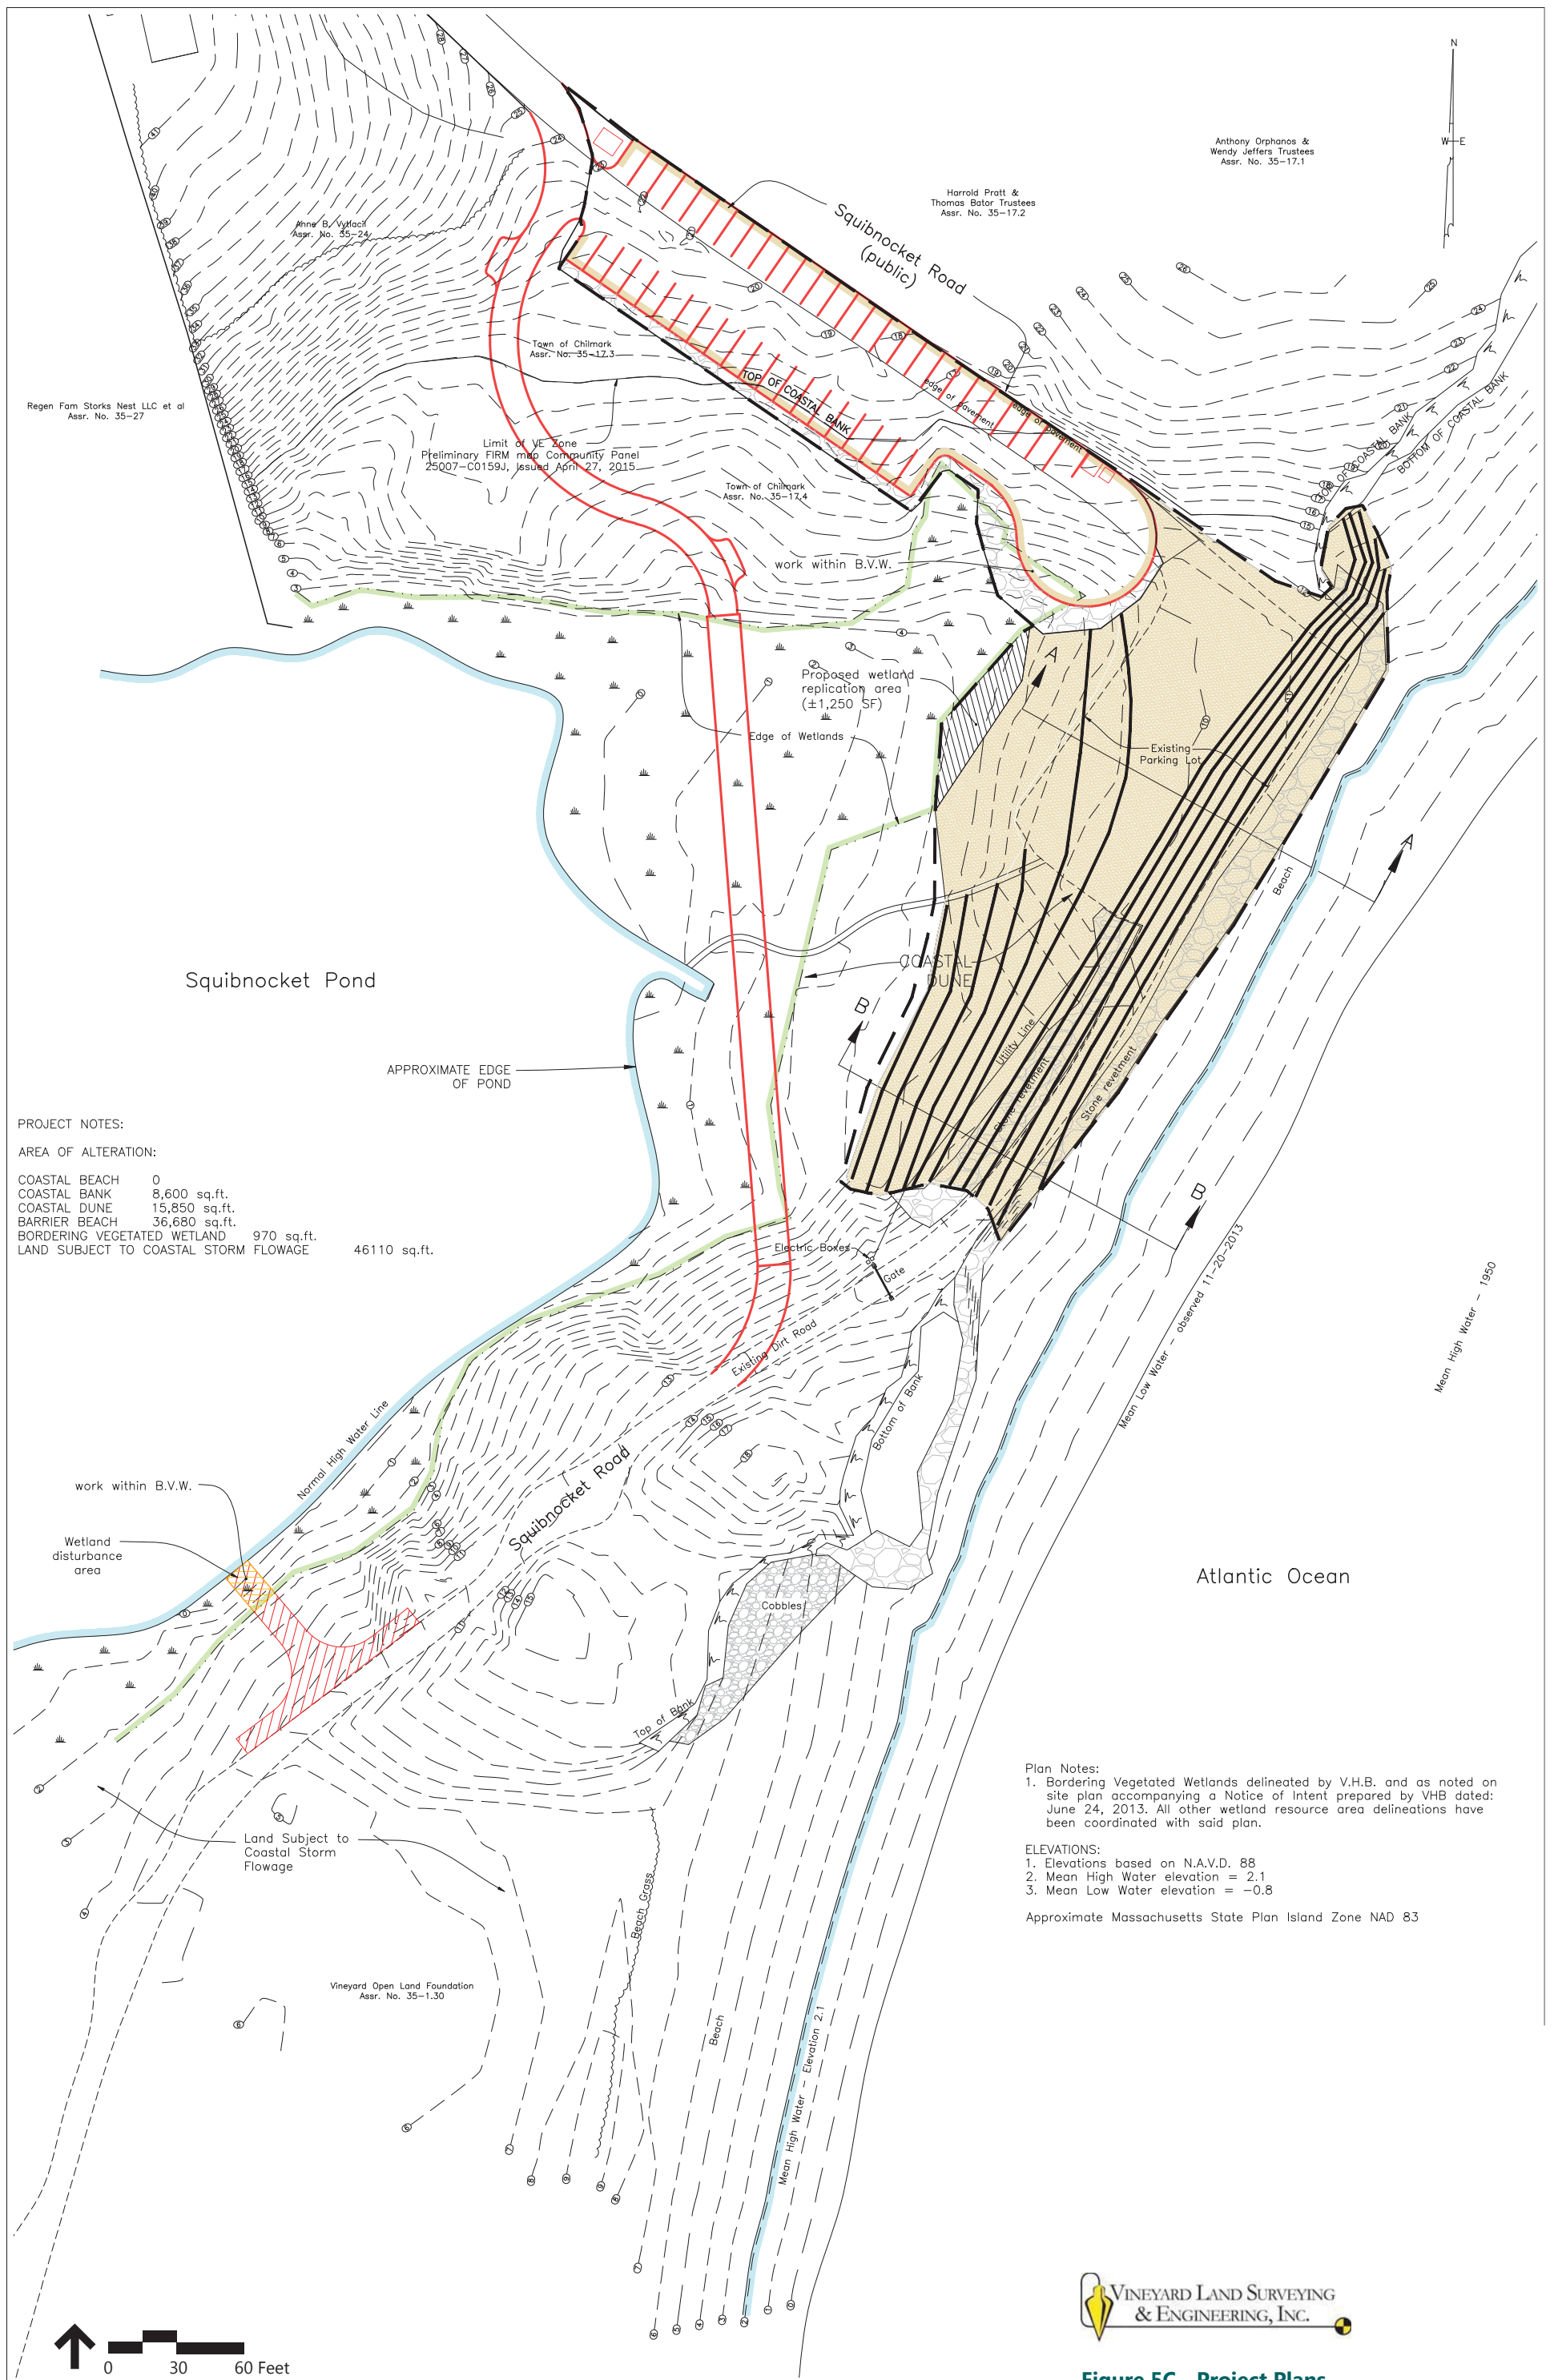 N
W
E
Anthony Orphanos &
Wendy Jeffers Trustees
Assr. No. 35-17.1
Harrold Pratt &
Thomas Bator Trustees
Assr. No. 35-17.2
Squibnocket Road
(public)
Anne B. Vytlacil
Assr. No. 35-24
Town of Chilmark
Assr. No. 35-17.3
TOP OF COASTAL BANK
edge of pavement
edge of pavement
Regen Fam Storks Nest LLC et al
Assr. No. 35-27
TOP OF COASTAL BANK
BOTTOM OF COASTAL BANK
Limit of VE Zone
Preliminary FIRM map Community Panel
25007-C0159J, Issued April 27, 2015
Town of Chilmark
Assr. No. 35-17.4
work within B.V.W.
Proposed wetland
replication area
(±1,250 SF)
A
Edge of Wetlands
Existing
Parking Lot
A
Beach
Squibnocket Pond
COASTAL
DUNE
B
Utility Line
Stone revetment
Stone revetment
APPROXIMATE EDGE
OF POND
PROJECT NOTES:
AREA OF ALTERATION:
COASTAL BEACH 0
COASTAL BANK 8,600 sq.ft.
COASTAL DUNE 15,850 sq.ft.
BARRIER BEACH 36,680 sq.ft.
BORDERING VEGETATED WETLAND 970 sq.ft.
LAND SUBJECT TO COASTAL STORM FLOWAGE 46110 sq.ft.
B
Electric Boxes
Gate
Existing Dirt Road
Mean Low Water - observed 11-20-2013
Mean High Water - 1950
Bottom of Bank
Normal High Water Line
Squibnocket Road
work within B.V.W.
Wetland
disturbance
area
Cobbles
Atlantic Ocean
Top of Bank
Plan Notes:
1. Bordering Vegetated Wetlands delineated by V.H.B. and as noted on
site plan accompanying a Notice of Intent prepared by VHB dated:
June 24, 2013. All other wetland resource area delineations have
been coordinated with said plan.
ELEVATIONS:
1. Elevations based on N.A.V.D. 88
2. Mean High Water elevation = 2.1
3. Mean Low Water elevation = -0.8
Approximate Massachusetts State Plan Island Zone NAD 83
Land Subject to
Coastal Storm
Flowage
Beach Grass
Vineyard Open Land Foundation
Assr. No. 35-1.30
Beach
Mean High Water - Elevation 2.1
VINEYARD LAND SURVEYING
& ENGINEERING, INC.
0 30 60 Feet
Figure 5C - Project Plans